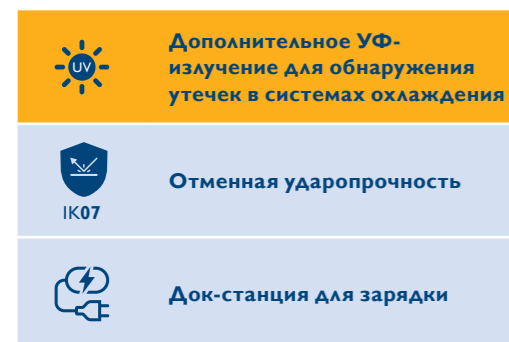 UV
Дополнительное УФ-
излучение для обнаружения
утечек в системах охлаждения
IK07
Отменная ударопрочность
Док-станция для зарядки